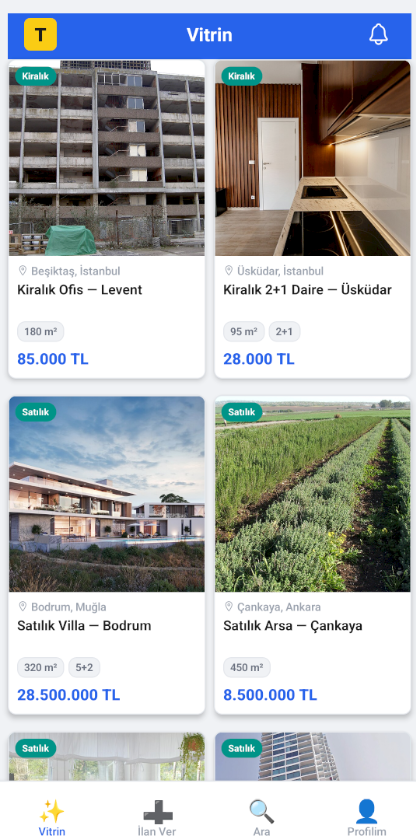 T
Vitrin
Kiralık
Kiralık
Beşiktaş, İstanbul
Kiralık Ofis — Levent
180 m²
85.000 TL
Üsküdar, İstanbul
Kiralık 2+1 Daire — Üsküdar
95 m² 2+1
28.000 TL
Satılık
Satılık
Bodrum, Muğla
Satılık Villa — Bodrum
320 m² 5+2
28.500.000 TL
Çankaya, Ankara
Satılık Arsa — Çankaya
450 m²
8.500.000 TL
Satılık
Satılık
Vitrin
İlan Ver
Ara
Profilim